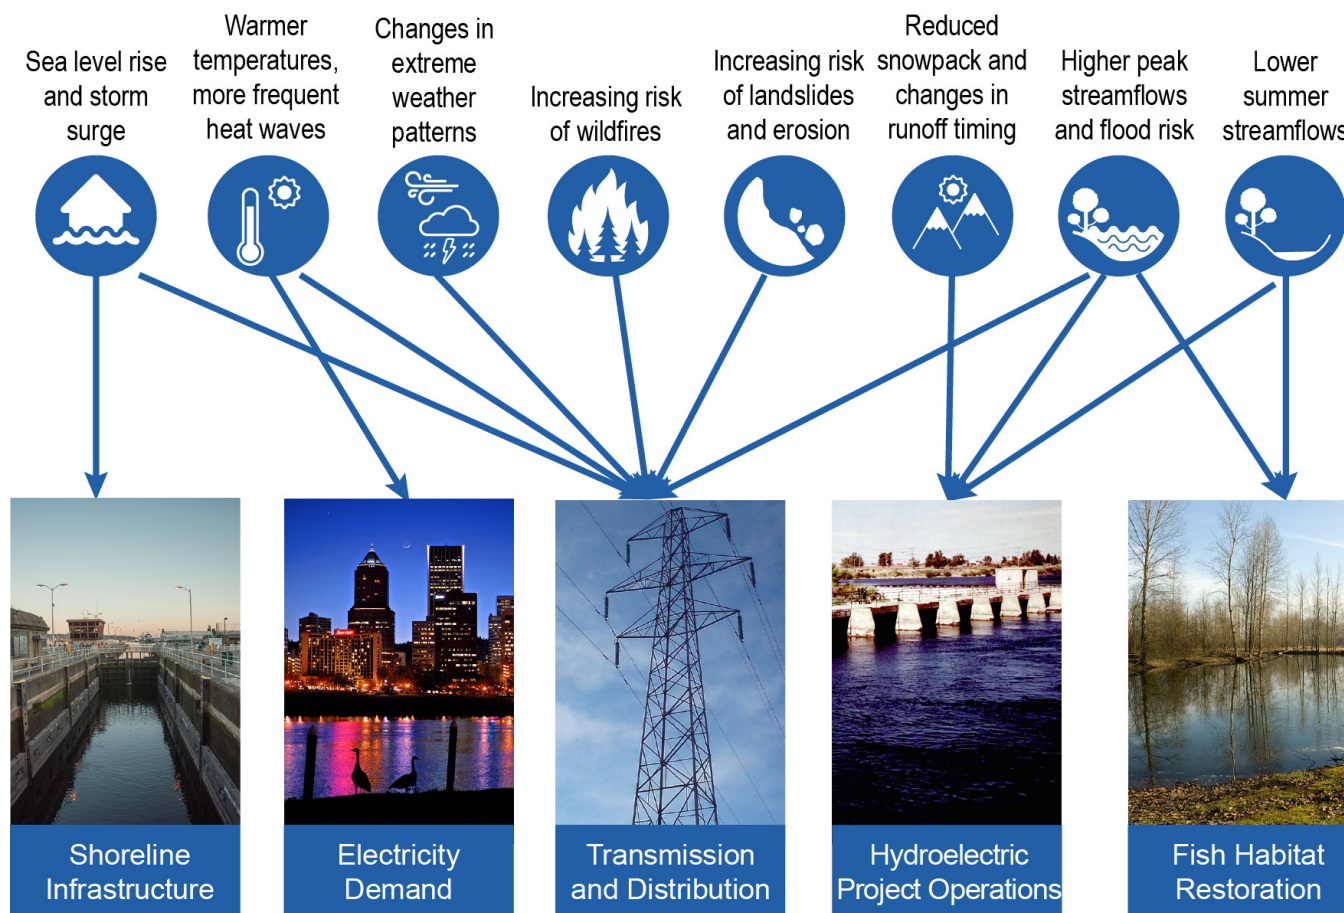 Sea level rise
and storm
surge
Warmer
temperatures,
more frequent
heat waves
Changes in
extreme
weather
patterns
Increasing risk
of wildfires
Increasing risk
of landslides
and erosion
Reduced
snowpack and
changes in
runoff timing
Higher peak
streamflows
and flood risk
Lower
summer
streamflows
Shoreline
Infrastructure
Electricity
Demand
Transmission
and Distribution
Hydroelectric
Project Operations
Fish Habitat
Restoration